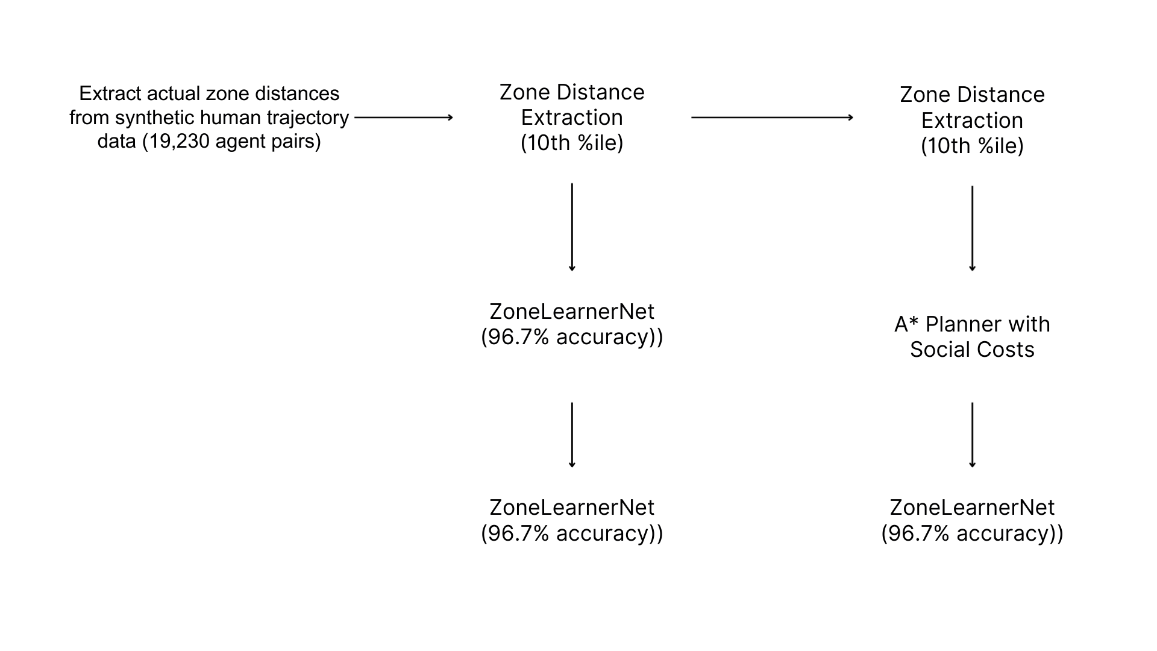 Extract actual zone distances
from synthetic human trajectory
data (19,230 agent pairs)
Zone Distance
Extraction
(10th %ile)
Zone Distance
Extraction
(10th %ile)
ZoneLearnerNet
(96.7% accuracy))
A* Planner with
Social Costs
ZoneLearnerNet
(96.7% accuracy))
ZoneLearnerNet
(96.7% accuracy))